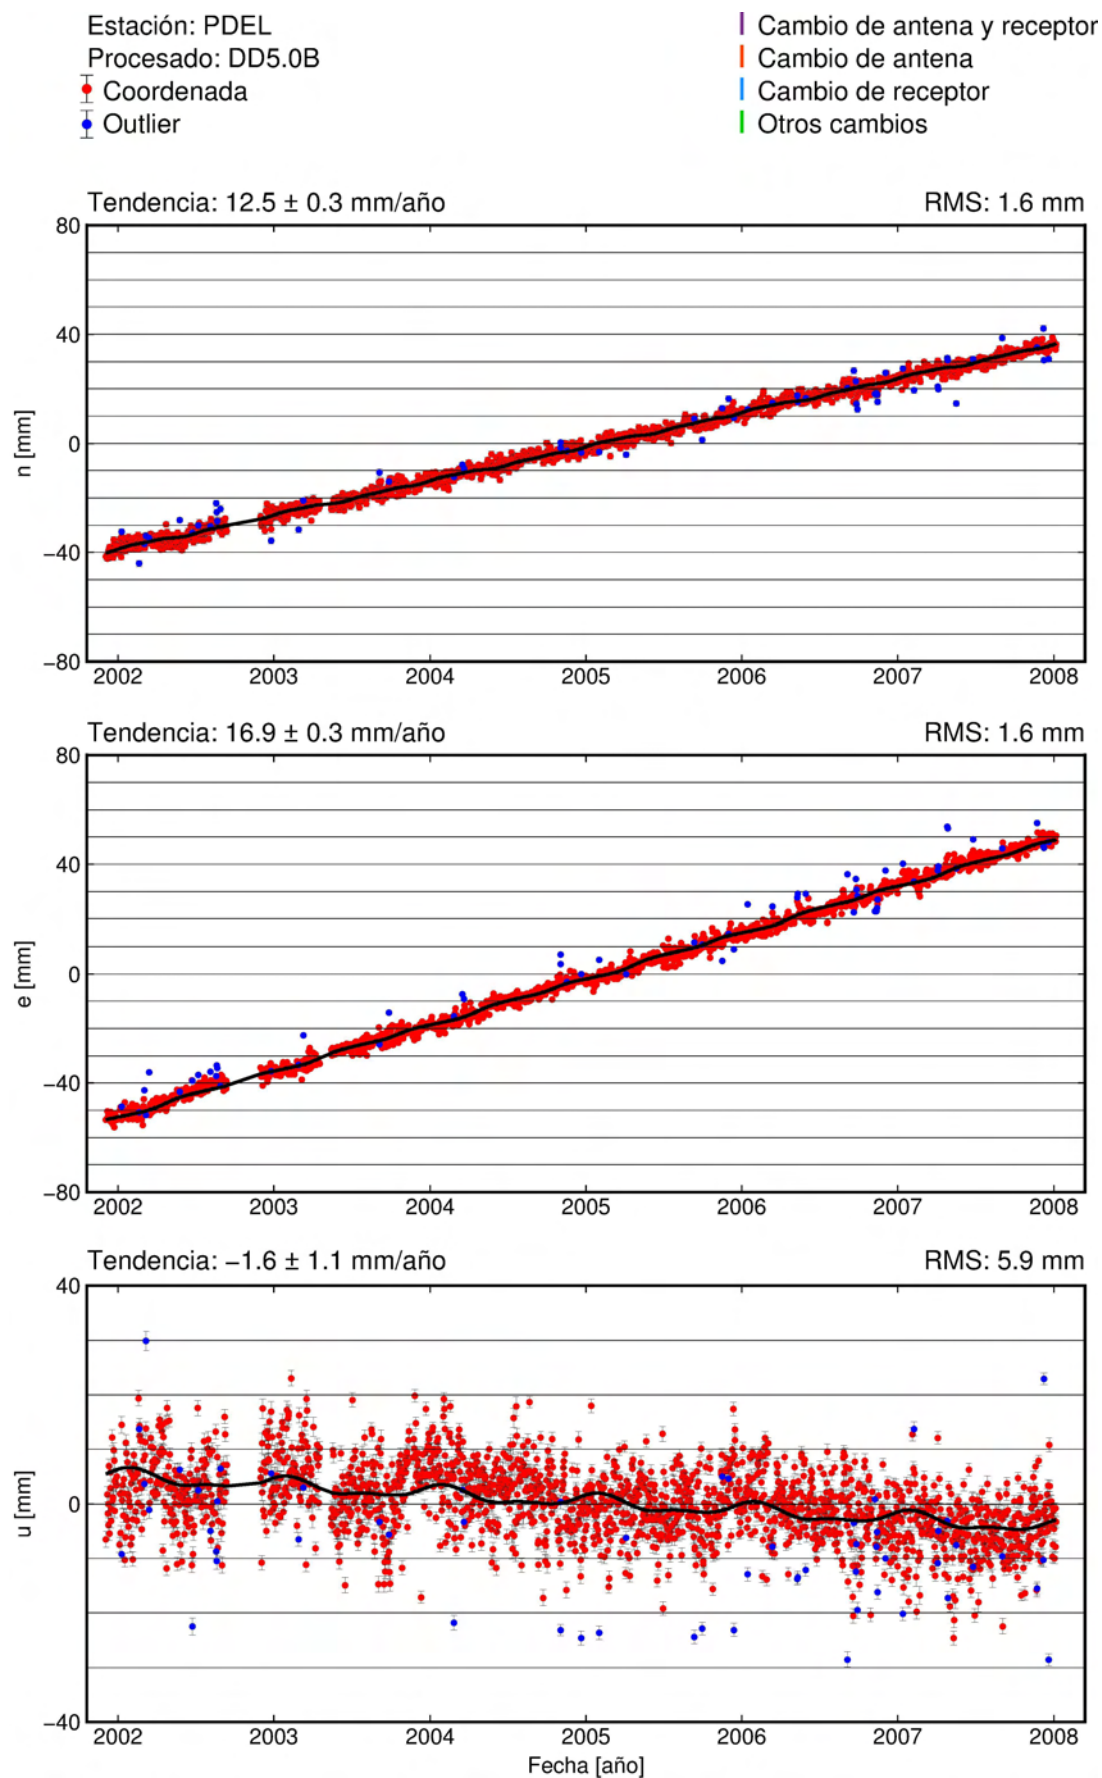 Estación: PDEL
Procesado: DD5.0B
Coordenada
Outlier
Cambio de antena y receptor
Cambio de antena
Cambio de receptor
Otros cambios
Tendencia: 12.5 ± 0.3 mm/año RMS: 1.6 mm
80
40
0
−40
−80
n [mm]
2002 2003 2004 2005 2006 2007 2008
Tendencia: 16.9 ± 0.3 mm/año RMS: 1.6 mm
80
40
0
−40
−80
e [mm]
2002 2003 2004 2005 2006 2007 2008
Tendencia: −1.6 ± 1.1 mm/año RMS: 5.9 mm
40
0
−40
u [mm]
2002 2003 2004 2005 2006 2007 2008
Fecha [año]